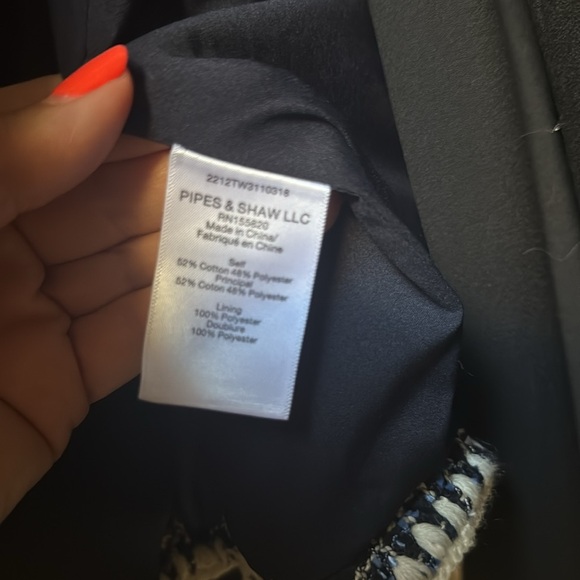 2212TW3110318
PIPES & SHAW LLC
RN155820
Made in China/
Fabriqué en Chine
Self
52% Cotton 48% Polyester
Principal
52% Coton 48% Polyester
Lining
100% Polyester
Doublure
100% Polyester